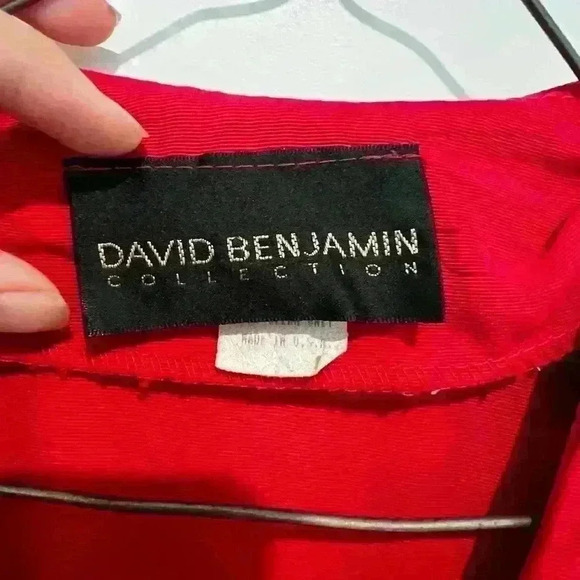 DAVID BENJAMIN
COLLECTION
MADE IN U.S.A.